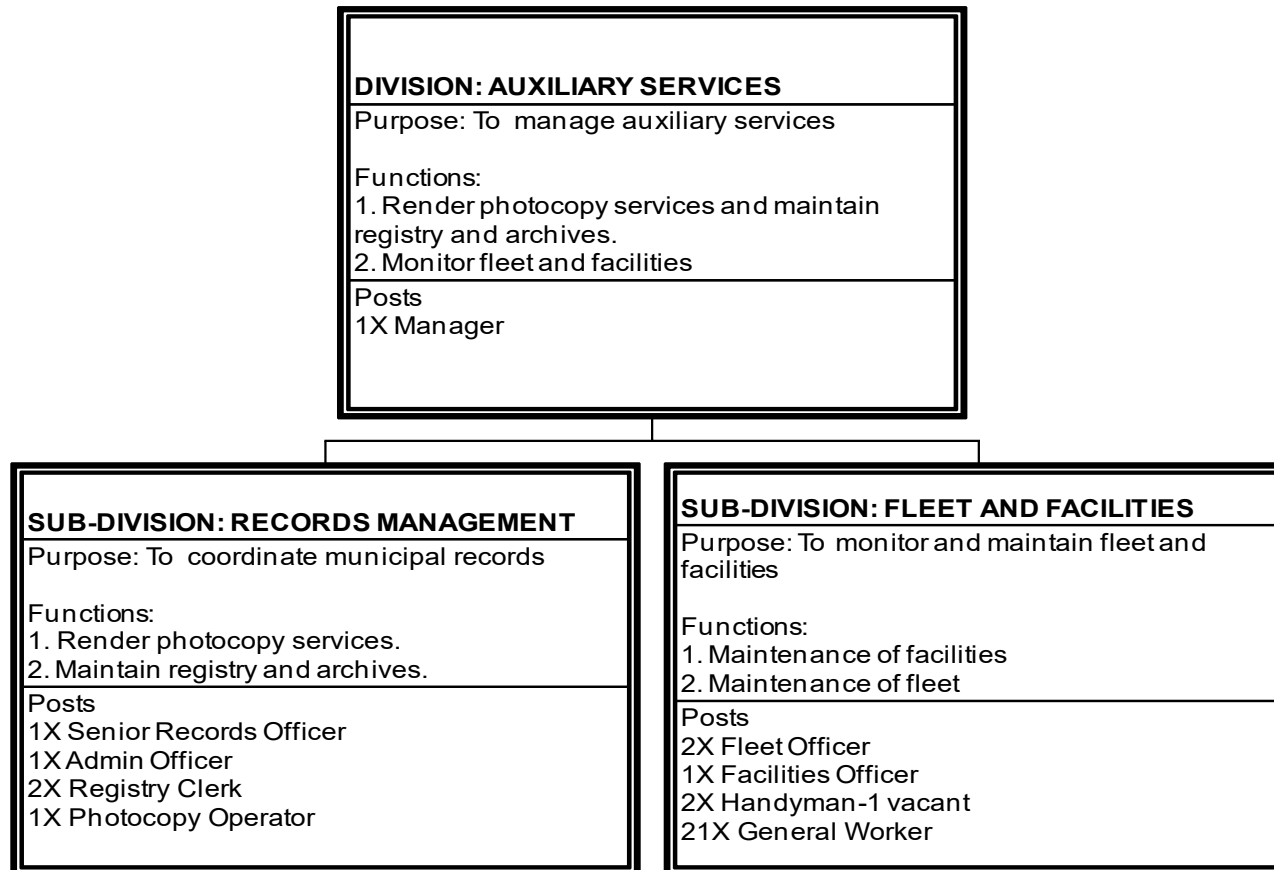 DIVISION: AUXILIARY SERVICES
Purpose: To manage auxiliary services
Functions:
1. Render photocopy services and maintain
registry and archives.
2. Monitor fleet and facilities
Posts
1X Manager
SUB-DIVISION: RECORDS MANAGEMENT
Purpose: To coordinate municipal records
Functions:
1. Render photocopy services.
2. Maintain registry and archives.
Posts
1X Senior Records Officer
1X Admin Officer
2X Registry Clerk
1X Photocopy Operator
SUB-DIVISION: FLEET AND FACILITIES
Purpose: To monitor and maintain fleet and
facilities
Functions:
1. Maintenance of facilities
2. Maintenance of fleet
Posts
2X Fleet Officer
1X Facilities Officer
2X Handyman-1 vacant
21X General Worker